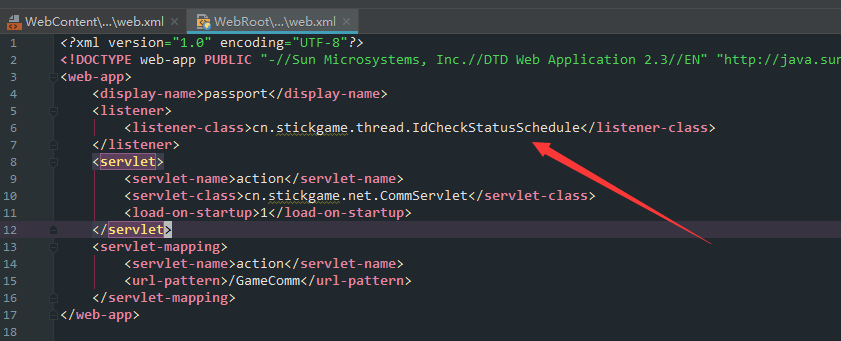 WebContent\...\web.xml
WebRoot\...\web.xml
1 <?xml version="1.0" encoding="UTF-8"?>
2 <!DOCTYPE web-app PUBLIC "-//Sun Microsystems, Inc.//DTD Web Application 2.3//EN" "http://java.sun
3 <web-app>
4 <display-name>passport</display-name>
5 <listener>
6 <listener-class>cn.stickgame.thread.IdCheckStatusSchedule</listener-class>
7 </listener>
8 <servlet>
9 <servlet-name>action</servlet-name>
10 <servlet-class>cn.stickgame.net.CommServlet</servlet-class>
11 <load-on-startup>1</load-on-startup>
12 </servlet>
13 <servlet-mapping>
14 <servlet-name>action</servlet-name>
15 <url-pattern>/GameComm</url-pattern>
16 </servlet-mapping>
17 </web-app>
18